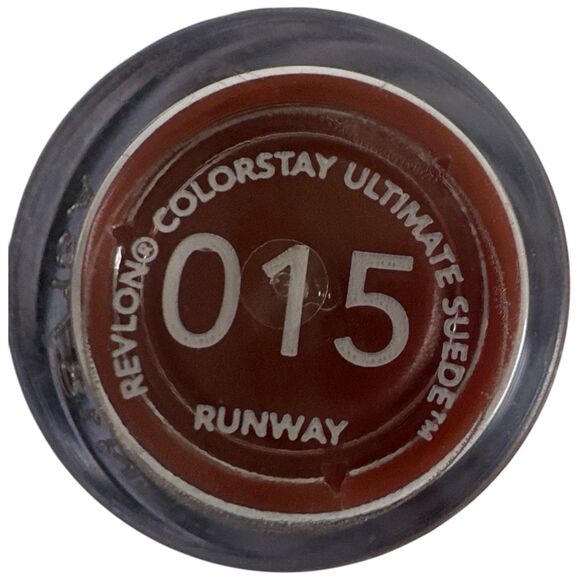 REVLON® COLORSTAY ULTIMATE SUEDE™
015
RUNWAY